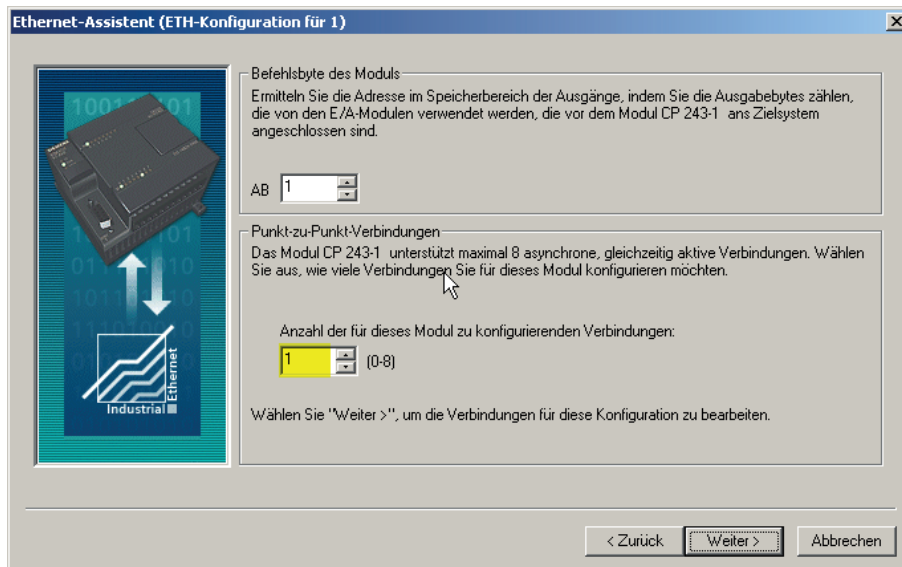 Ethernet-Assistent (ETH-Konfiguration für 1)
Befehlsbyte des Moduls
Ermitteln Sie die Adresse im Speicherbereich der Ausgänge, indem Sie die Ausgabebytes zählen,
die von den E/A-Modulen verwendet werden, die vor dem Modul CP 243-1 ans Zielsystem
angeschlossen sind.
AB 1
Punkt-zu-Punkt-Verbindungen
Das Modul CP 243-1 unterstützt maximal 8 asynchrone, gleichzeitig aktive Verbindungen. Wählen
Sie aus, wie viele Verbindungen Sie für dieses Modul konfigurieren möchten.
Anzahl der für dieses Modul zu konfigurierenden Verbindungen:
1 (0-8)
Wählen Sie "Weiter >", um die Verbindungen für diese Konfiguration zu bearbeiten.
Industrial
Ethernet
< Zurück
Weiter >
Abbrechen